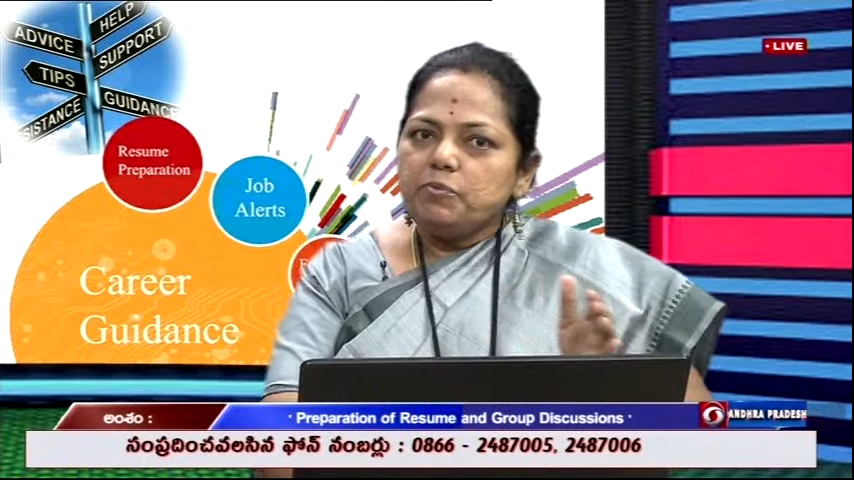 HELP
ADVICE
SUPPORT
TIPS
GUIDANCE
SISTANCE
LIVE
Resume
Preparation
Job
Alerts
Career
Guidance
అంశం :
· Preparation of Resume and Group Discussions ·
ANDHRA PRADESH
సంప్రదించవలసిన ఫోన్ నంబర్లు : 0866 - 2487005, 2487006